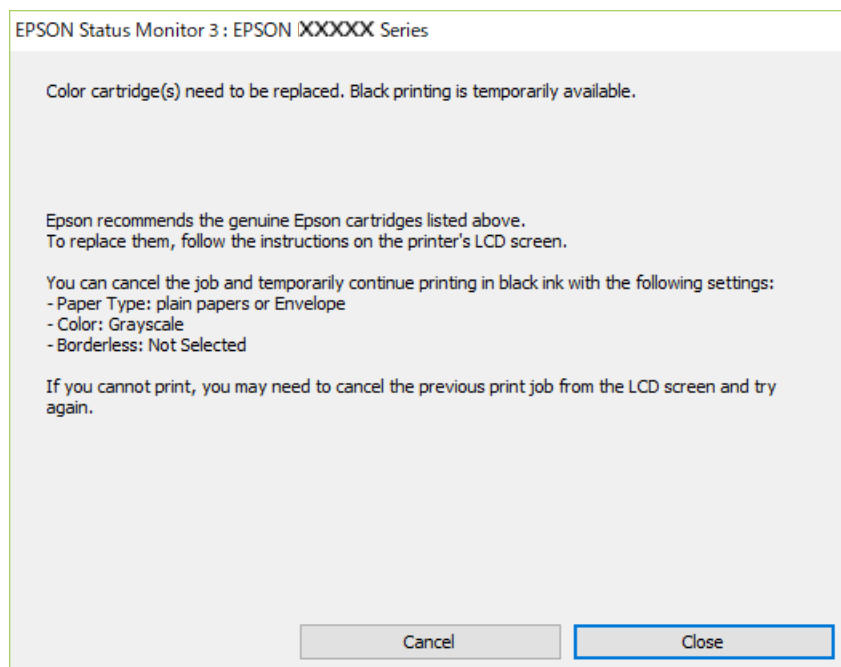 EPSON Status Monitor 3 : EPSON XXXXX Series
Color cartridge(s) need to be replaced. Black printing is temporarily available.
Epson recommends the genuine Epson cartridges listed above.
To replace them, follow the instructions on the printer's LCD screen.
You can cancel the job and temporarily continue printing in black ink with the following settings:
- Paper Type: plain papers or Envelope
- Color: Grayscale
- Borderless: Not Selected
If you cannot print, you may need to cancel the previous print job from the LCD screen and try
again.
Cancel
Close